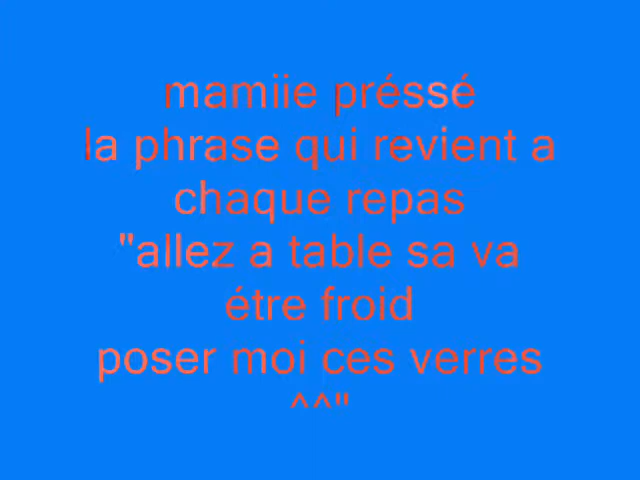 mamiie préssé
la phrase qui revient a
chaque repas
"allez a table sa va
étre froid
poser moi ces verres
^^"